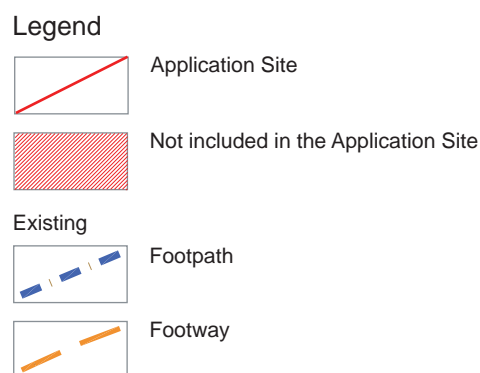 Legend
Application Site
Not included in the Application Site
Existing
Footpath
Footway